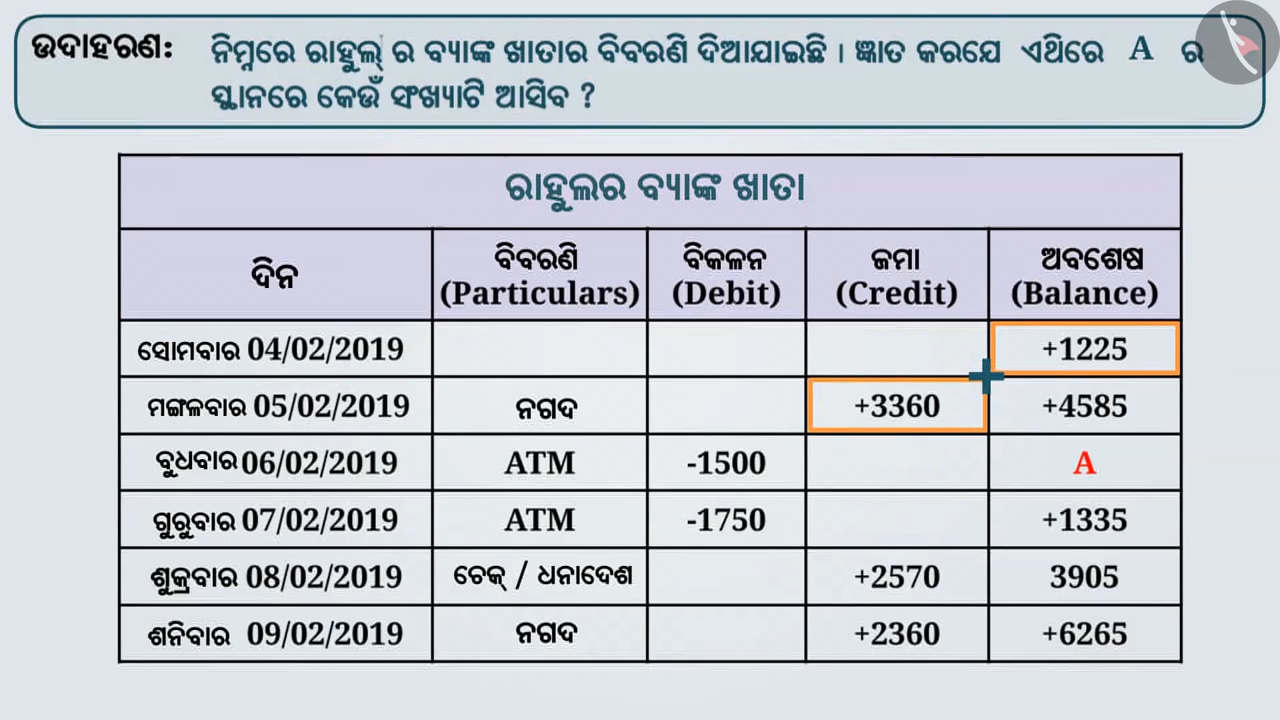 ଉଦାହରଣ: ନିମ୍ନରେ ରାହୁଲ୍ ର ବ୍ୟାଙ୍କ ଖାତାର ବିବରଣି ଦିଆଯାଇଛି । ଜ୍ଞାତ କରଯେ ଏଥିରେ A ର
ସ୍ଥାନରେ କେଉଁ ସଂଖ୍ୟାଟି ଆସିବ ?
ରାହୁଲର ବ୍ୟାଙ୍କ ଖାତା
ଦିନ ବିବରଣି (Particulars) ବିକଳନ (Debit) ଜମା (Credit) ଅବଶେଷ (Balance)
ସୋମବାର 04/02/2019 +1225
ମଙ୍ଗଳବାର 05/02/2019 ନଗଦ +3360 +4585
ବୁଧବାର 06/02/2019 ATM -1500 A
ଗୁରୁବାର 07/02/2019 ATM -1750 +1335
ଶୁକ୍ରବାର 08/02/2019 ଚେକ୍ / ଧନାଦେଶ +2570 3905
ଶନିବାର 09/02/2019 ନଗଦ +2360 +6265